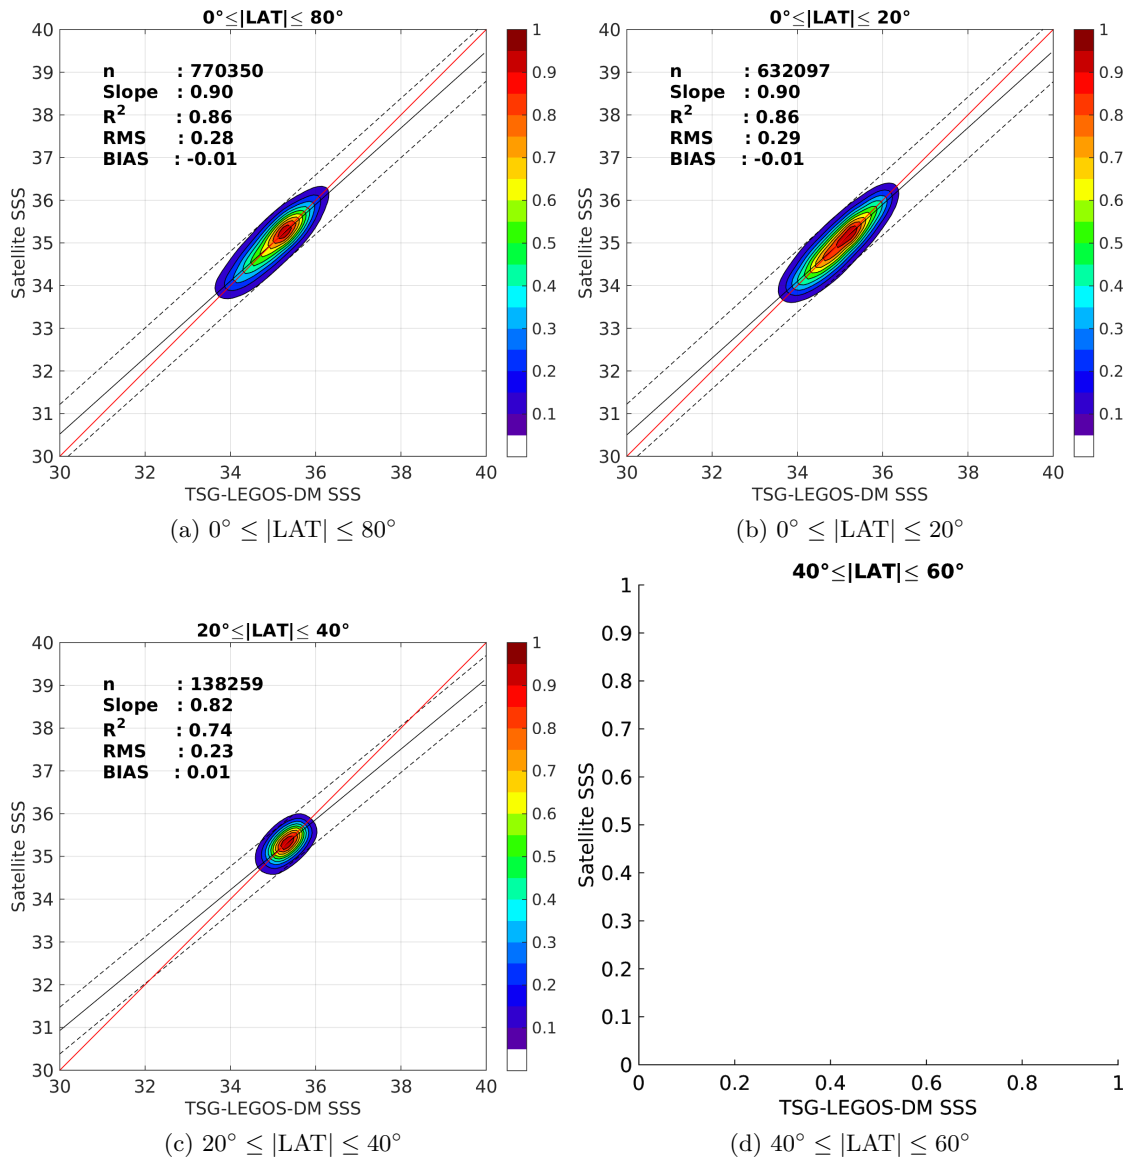 0°≤|LAT|≤ 80°
40
39
38
37
36
35
34
33
32
31
30
n : 770350
Slope : 0.90
R² : 0.86
RMS : 0.28
BIAS : -0.01
Satellite SSS
30 32 34 36 38 40
TSG-LEGOS-DM SSS
1
0.9
0.8
0.7
0.6
0.5
0.4
0.3
0.2
0.1
(a) 0° ≤ |LAT| ≤ 80°
0°≤|LAT|≤ 20°
40
39
38
37
36
35
34
33
32
31
30
n : 632097
Slope : 0.90
R² : 0.86
RMS : 0.29
BIAS : -0.01
Satellite SSS
30 32 34 36 38 40
TSG-LEGOS-DM SSS
1
0.9
0.8
0.7
0.6
0.5
0.4
0.3
0.2
0.1
(b) 0° ≤ |LAT| ≤ 20°
20°≤|LAT|≤ 40°
40
39
38
37
36
35
34
33
32
31
30
n : 138259
Slope : 0.82
R² : 0.74
RMS : 0.23
BIAS : 0.01
Satellite SSS
30 32 34 36 38 40
TSG-LEGOS-DM SSS
1
0.9
0.8
0.7
0.6
0.5
0.4
0.3
0.2
0.1
(c) 20° ≤ |LAT| ≤ 40°
40°≤|LAT|≤ 60°
1
0.9
0.8
0.7
0.6
0.5
0.4
0.3
0.2
0.1
0
Satellite SSS
0 0.2 0.4 0.6 0.8 1
TSG-LEGOS-DM SSS
(d) 40° ≤ |LAT| ≤ 60°